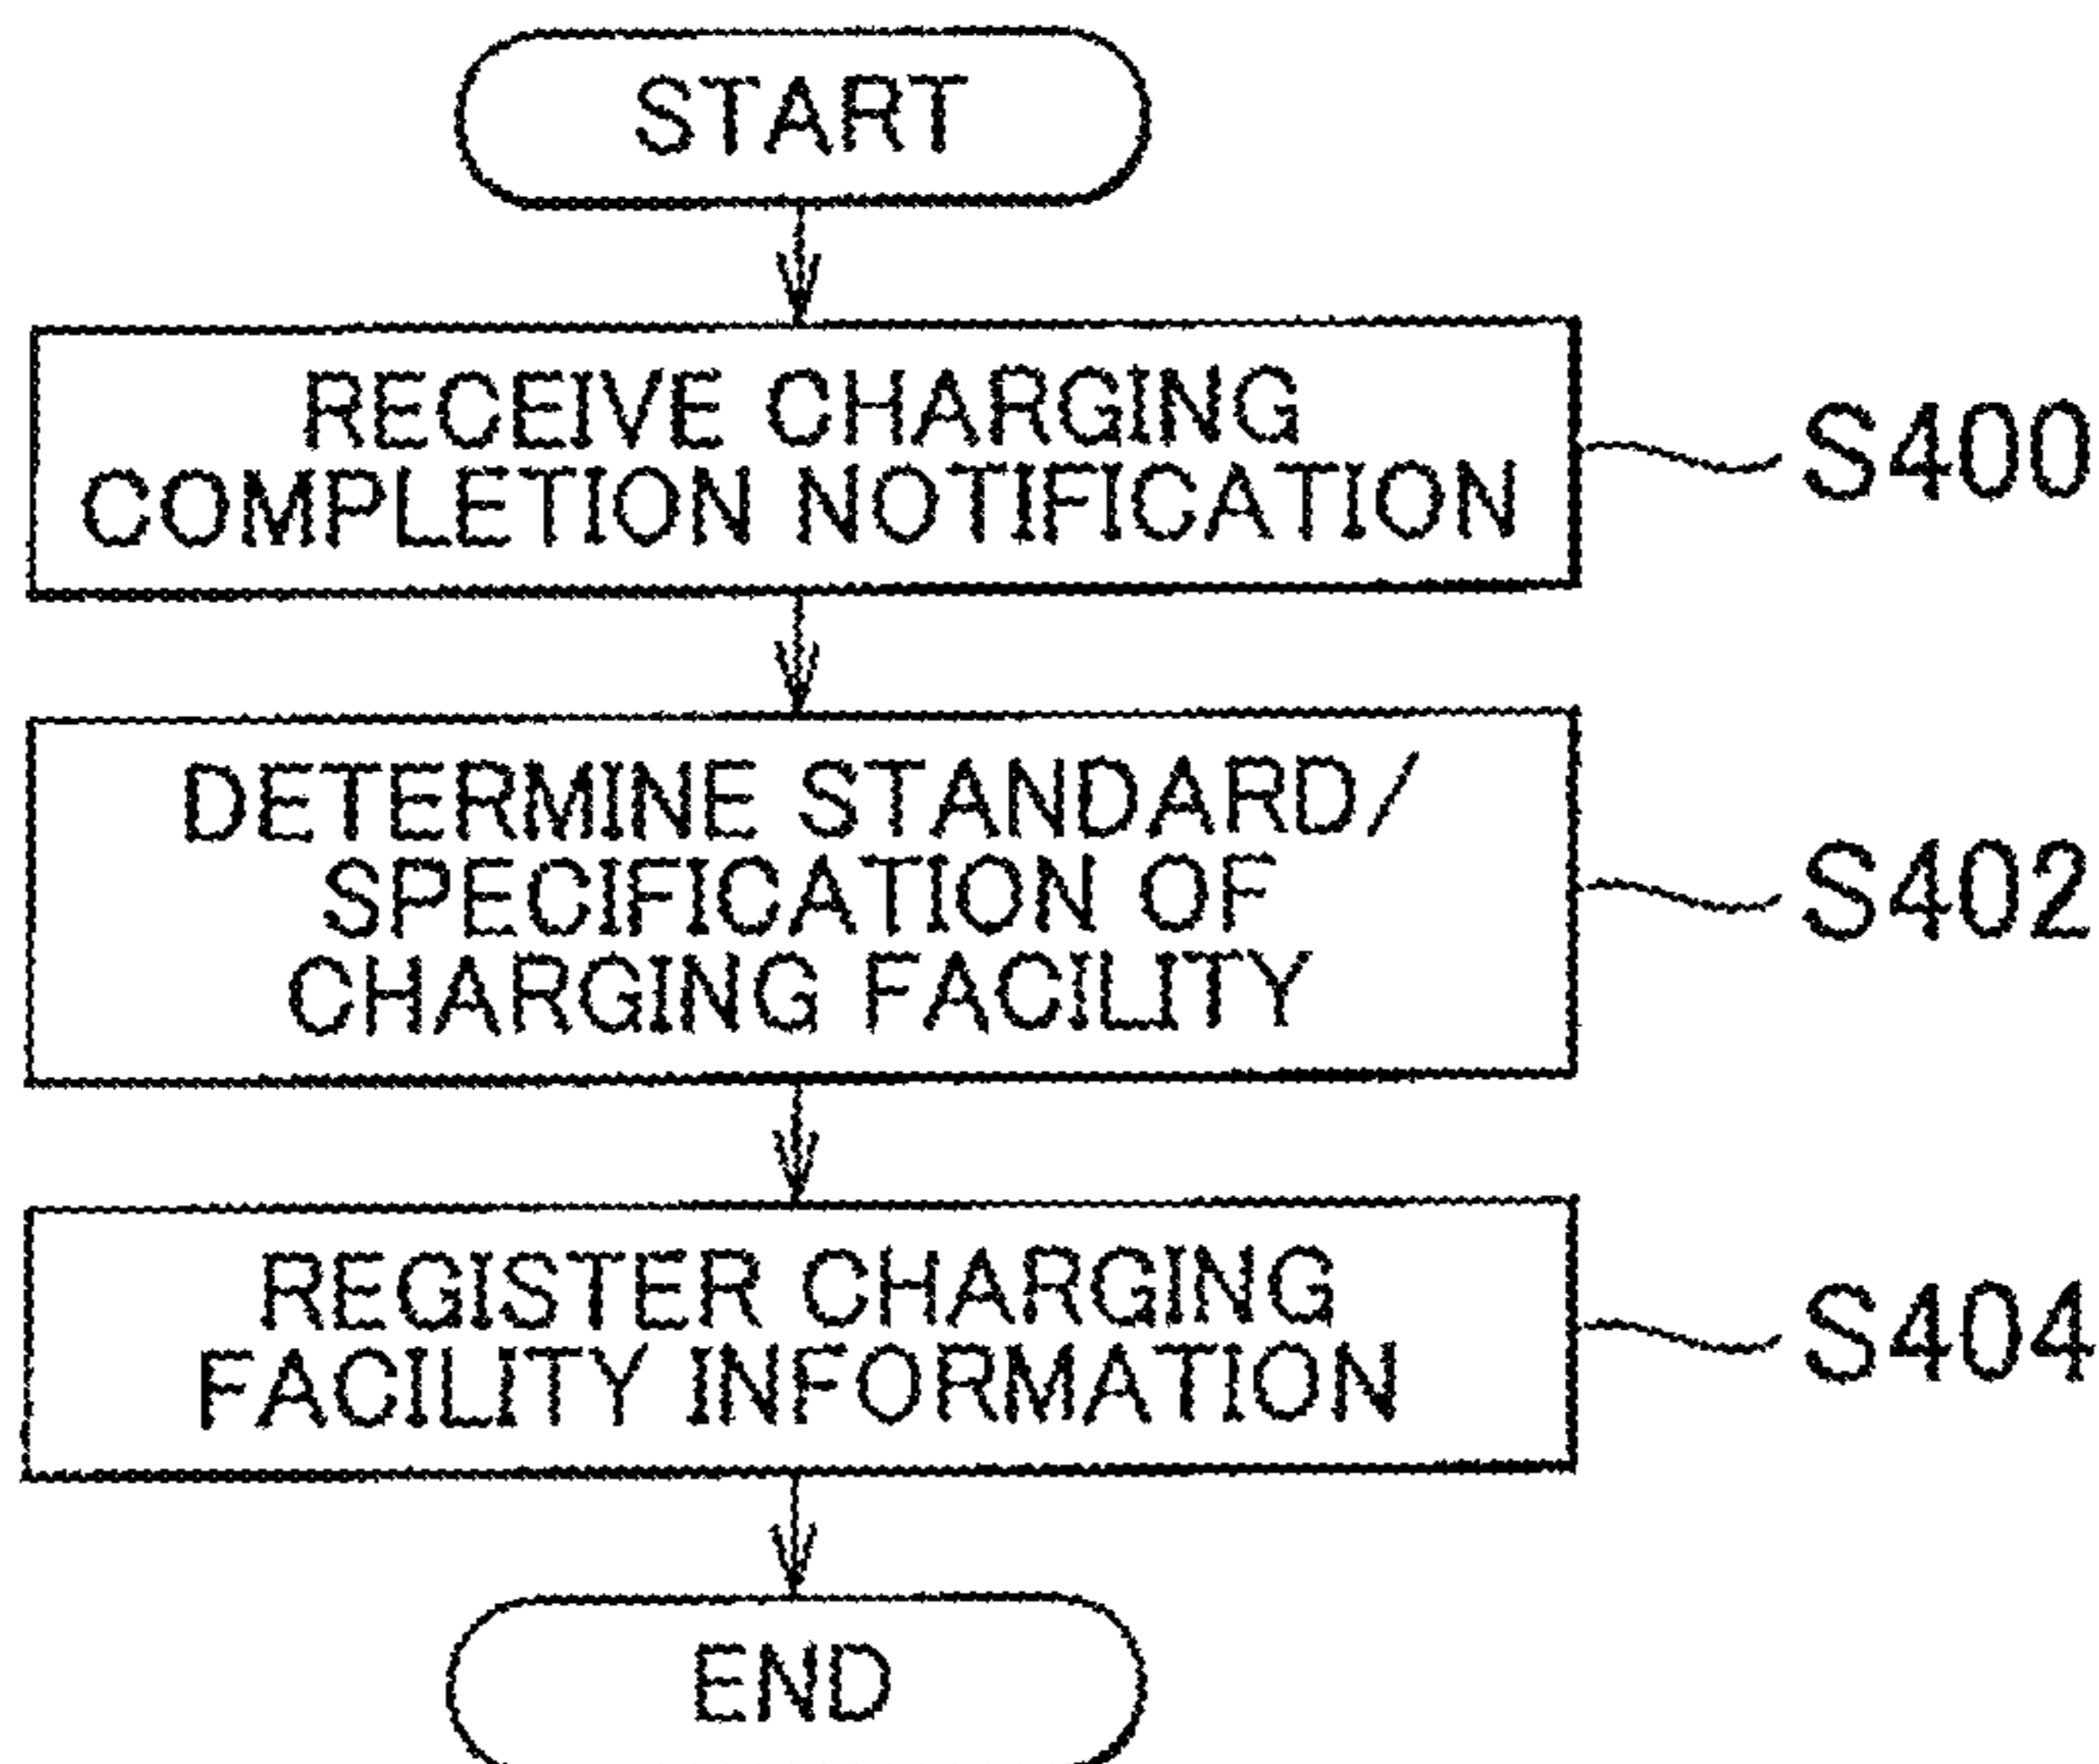 START
RECEIVE CHARGING
COMPLETION NOTIFICATION
S400
DETERMINE STANDARD/
SPECIFICATION OF
CHARGING FACILITY
S402
REGISTER CHARGING
FACILITY INFORMATION
S404
END